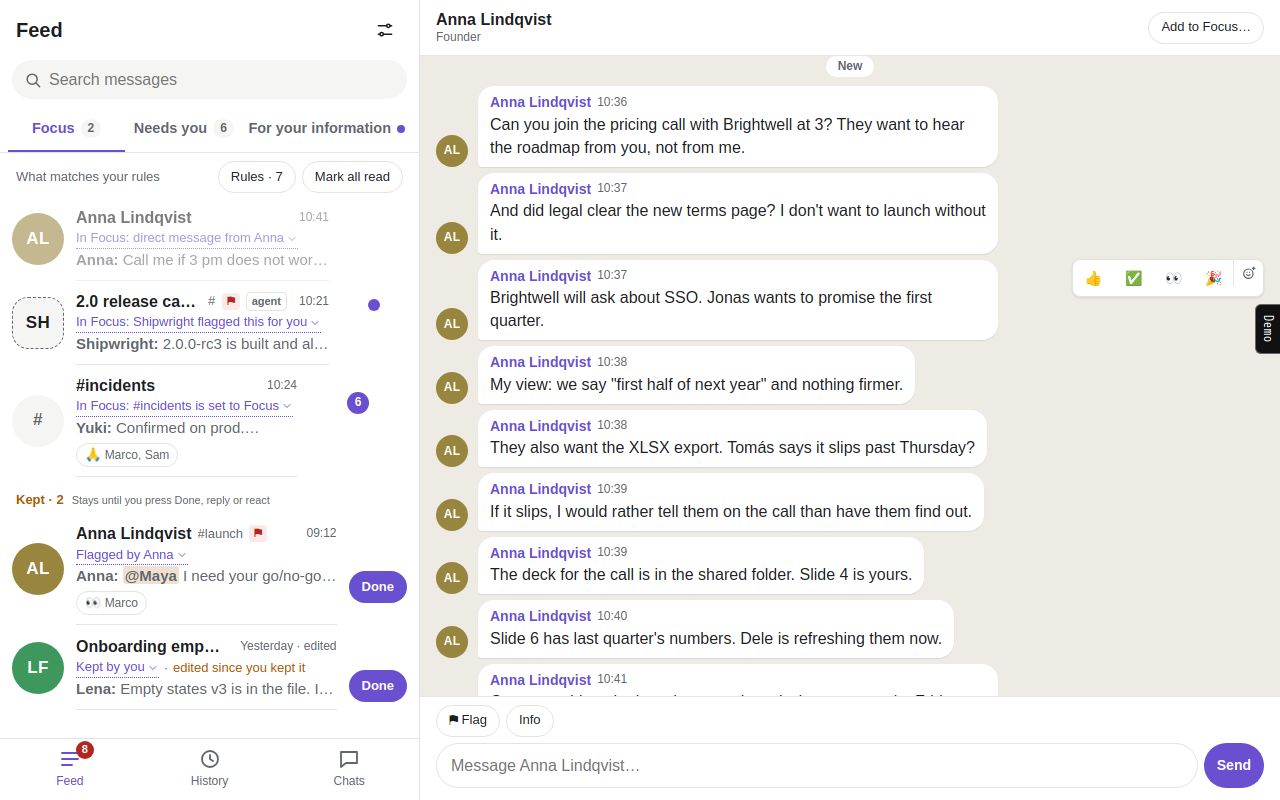 Feed
Search messages
Focus 2
Needs you 6
For your information
What matches your rules
Rules · 7
Mark all read
AL
Anna Lindqvist
10:41
In Focus: direct message from Anna
Anna: Call me if 3 pm does not wor…
SH
2.0 release ca… # agent 10:21
In Focus: Shipwright flagged this for you
Shipwright: 2.0.0-rc3 is built and al…
#
#incidents
10:24
In Focus: #incidents is set to Focus
6
Yuki: Confirmed on prod.…
🙏 Marco, Sam
Kept · 2 Stays until you press Done, reply or react
AL
Anna Lindqvist #launch 09:12
Flagged by Anna
Anna: @Maya I need your go/no-go…
👀 Marco
Done
LF
Onboarding emp… Yesterday · edited
Kept by you · edited since you kept it
Lena: Empty states v3 is in the file. I…
Done
8
Feed
History
Chats
Anna Lindqvist
Founder
Add to Focus…
New
Anna Lindqvist 10:36
Can you join the pricing call with Brightwell at 3? They want to hear
the roadmap from you, not from me.
AL
Anna Lindqvist 10:37
And did legal clear the new terms page? I don't want to launch without
it.
AL
Anna Lindqvist 10:37
Brightwell will ask about SSO. Jonas wants to promise the first
quarter.
AL
👍 ✅ 👀 🎉
Demo
Anna Lindqvist 10:38
My view: we say "first half of next year" and nothing firmer.
AL
Anna Lindqvist 10:38
They also want the XLSX export. Tomás says it slips past Thursday?
AL
Anna Lindqvist 10:39
If it slips, I would rather tell them on the call than have them find out.
AL
Anna Lindqvist 10:39
The deck for the call is in the shared folder. Slide 4 is yours.
AL
Anna Lindqvist 10:40
Slide 6 has last quarter's numbers. Dele is refreshing them now.
AL
Anna Lindqvist 10:41
Flag
Info
Message Anna Lindqvist…
Send